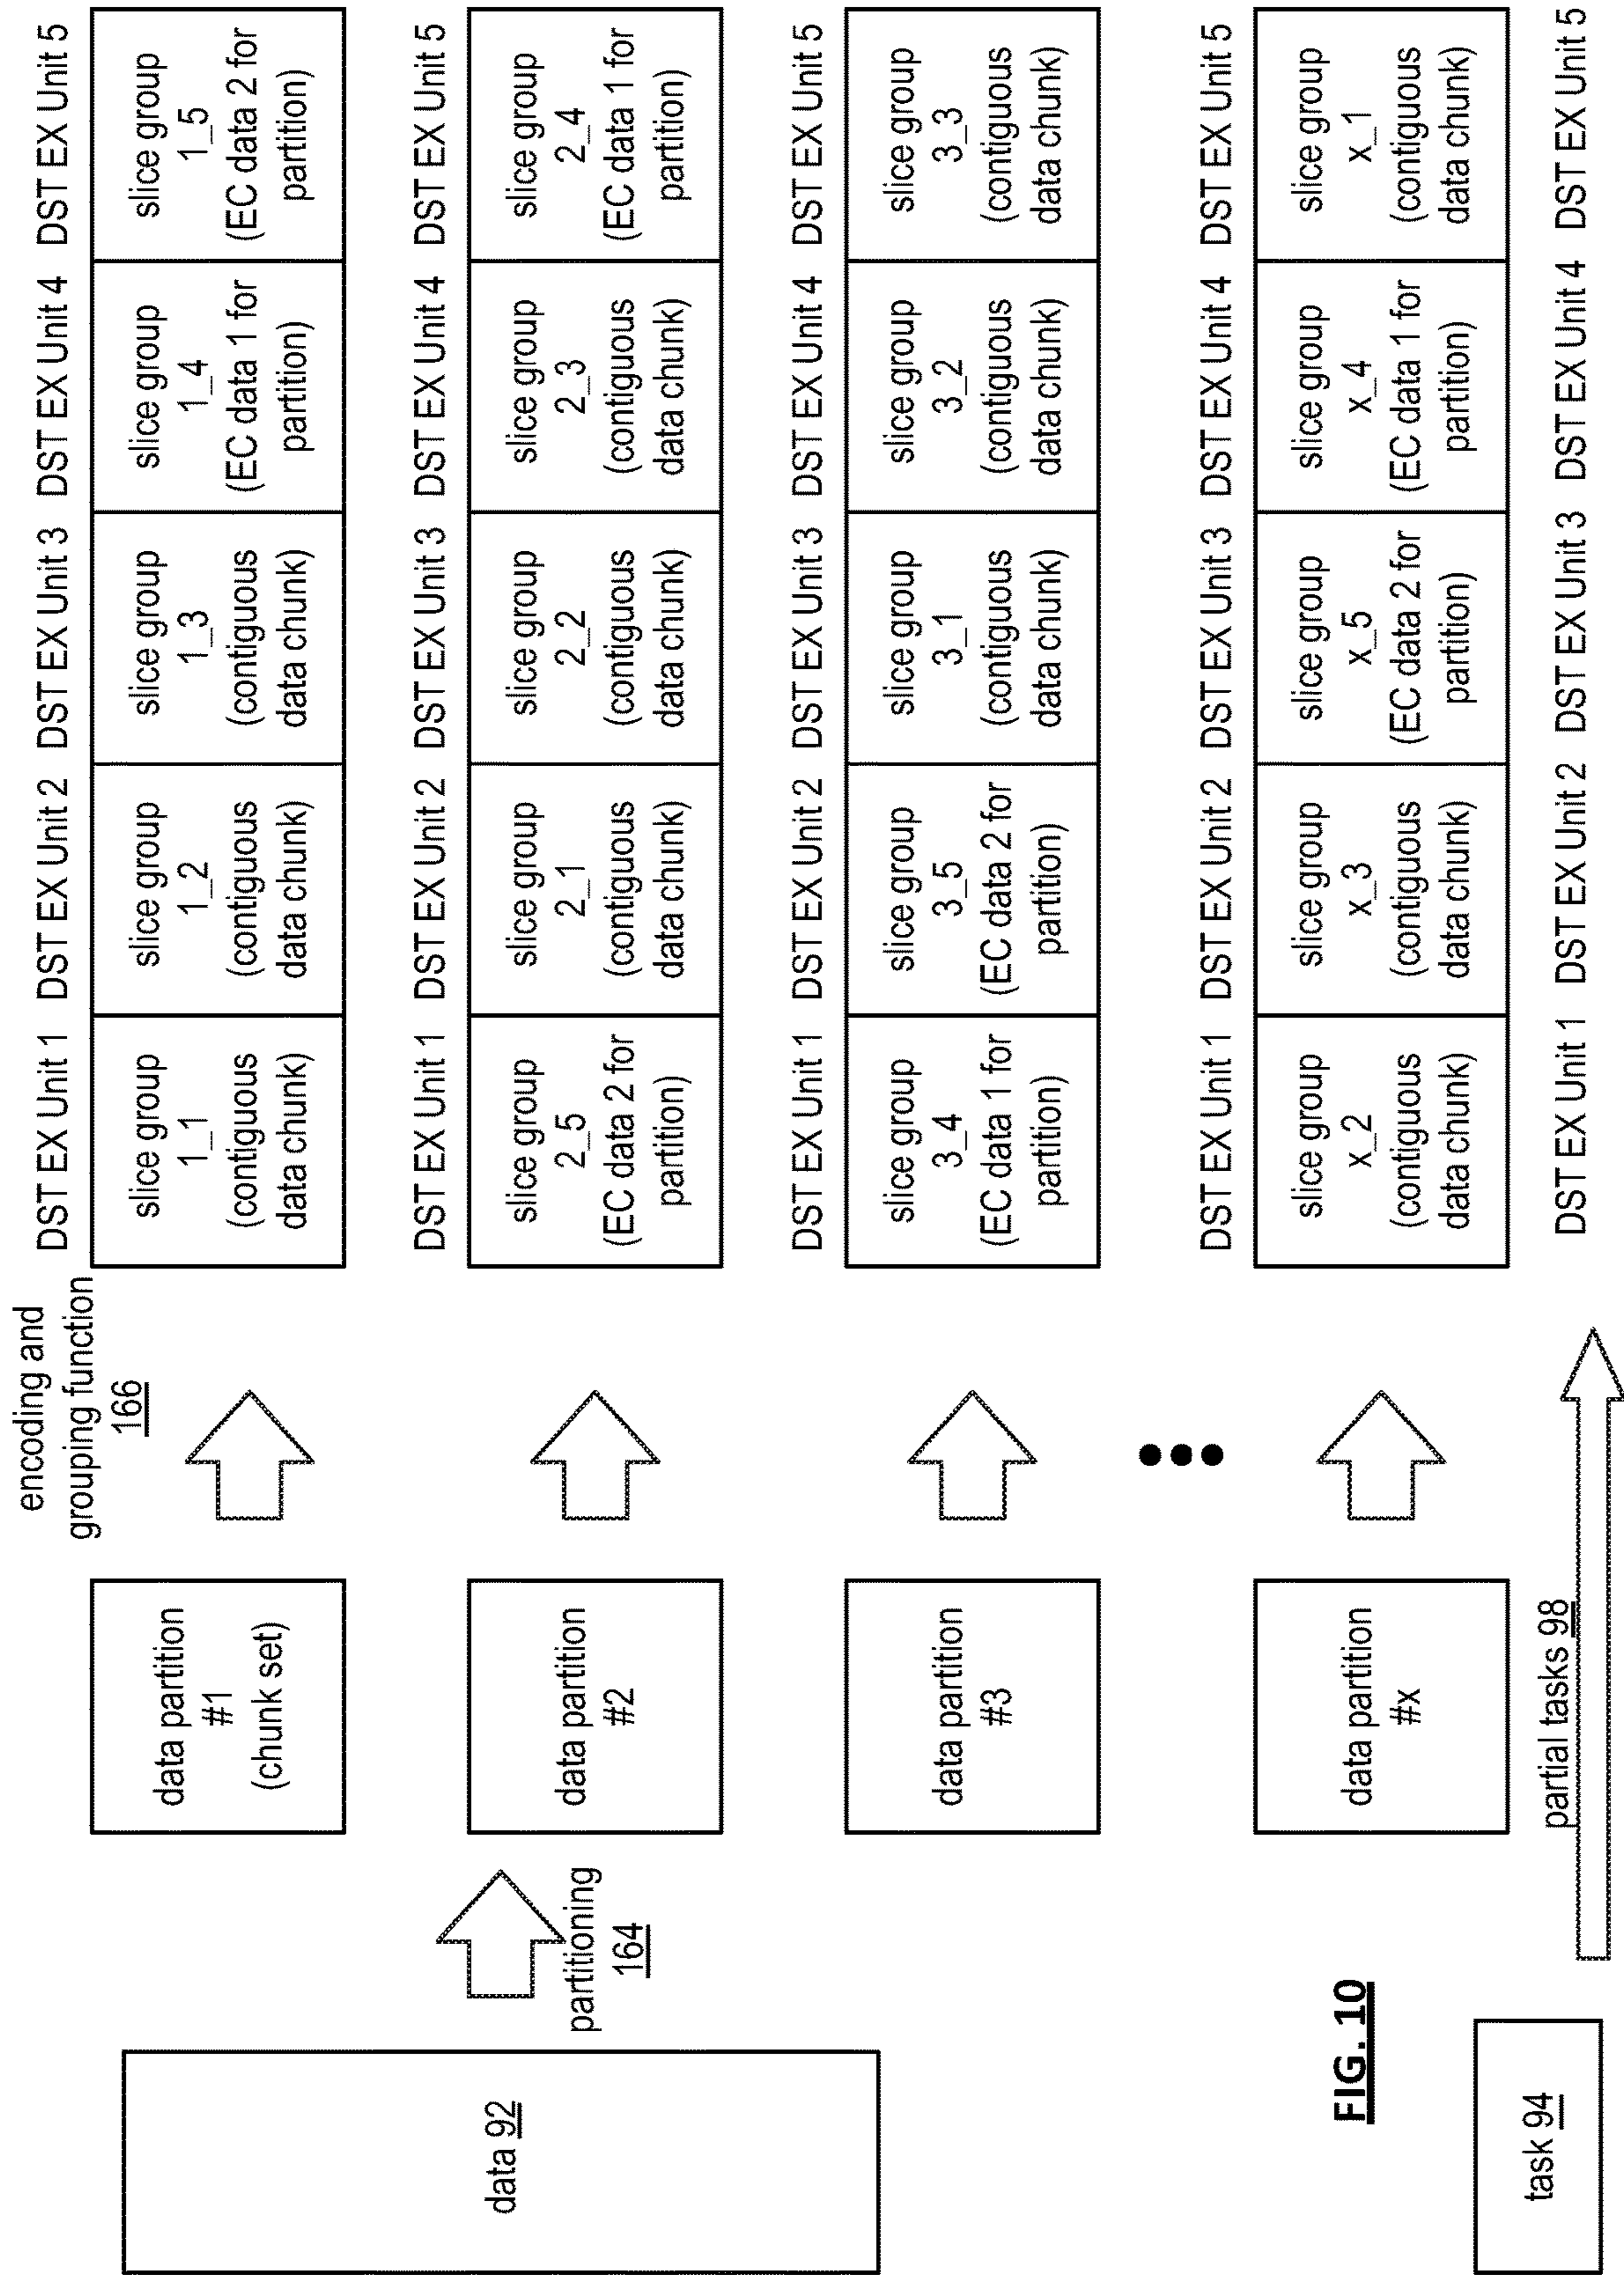 data 92
partitioning
164
data partition
#1
(chunk set)
data partition
#2
data partition
#3
data partition
#x
encoding and
grouping function
166
DST EX Unit 1
DST EX Unit 2
DST EX Unit 3
DST EX Unit 4
DST EX Unit 5
slice group
1_1
(contiguous
data chunk)
slice group
1_2
(contiguous
data chunk)
slice group
1_3
(contiguous
data chunk)
slice group
1_4
(EC data 1 for
partition)
slice group
1_5
(EC data 2 for
partition)
DST EX Unit 1
DST EX Unit 2
DST EX Unit 3
DST EX Unit 4
DST EX Unit 5
slice group
2_5
(EC data 2 for
partition)
slice group
2_1
(contiguous
data chunk)
slice group
2_2
(contiguous
data chunk)
slice group
2_3
(contiguous
data chunk)
slice group
2_4
(EC data 1 for
partition)
DST EX Unit 1
DST EX Unit 2
DST EX Unit 3
DST EX Unit 4
DST EX Unit 5
slice group
3_4
(EC data 1 for
partition)
slice group
3_5
(EC data 2 for
partition)
slice group
3_1
(contiguous
data chunk)
slice group
3_2
(contiguous
data chunk)
slice group
3_3
(contiguous
data chunk)
DST EX Unit 1
DST EX Unit 2
DST EX Unit 3
DST EX Unit 4
DST EX Unit 5
slice group
x_2
(contiguous
data chunk)
slice group
x_3
(contiguous
data chunk)
slice group
x_5
(EC data 2 for
partition)
slice group
x_4
(EC data 1 for
partition)
slice group
x_1
(contiguous
data chunk)
FIG. 10
task 94
partial tasks 98
DST EX Unit 1
DST EX Unit 2
DST EX Unit 3
DST EX Unit 4
DST EX Unit 5